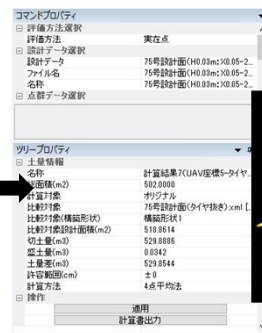 コマンドプロパティ
評価方法選択
評価方法 実在点
設計データ選択
設計データ 75号設計面(H0.03m:X0.05-2...
ファイル名 75号設計面(H0.03m:X0.05-2...
名称 75号設計面(H0.03m:X0.05-2...
点群データ選択
ツリープロパティ
土量情報
名称 計算結果7(UAV座標5-タイヤ...
面積(m2) 502.0000
計算対象 オリジナル
比較対象 75号設計面(タイヤ抜き).xml [...
比較対象(構築形状) 構築形状1
比較対象設計面積(m2) 518.8614
切土量(m3) 529.8886
盛土量(m3) 0.0342
土量差(m3) 529.8544
許容範囲(cm) ±0
計算方法 4点平均法
操作
適用
計算書出力